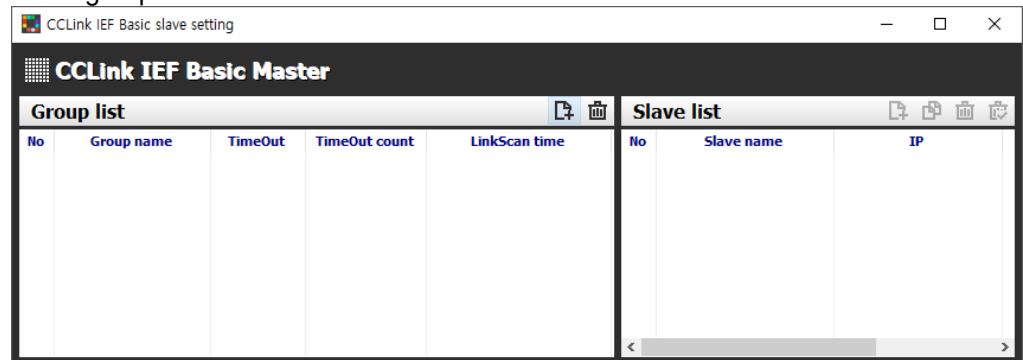 CCLink IEF Basic slave setting
CCLink IEF Basic Master
Group list
Slave list
No Group name TimeOut TimeOut count LinkScan time
No Slave name IP